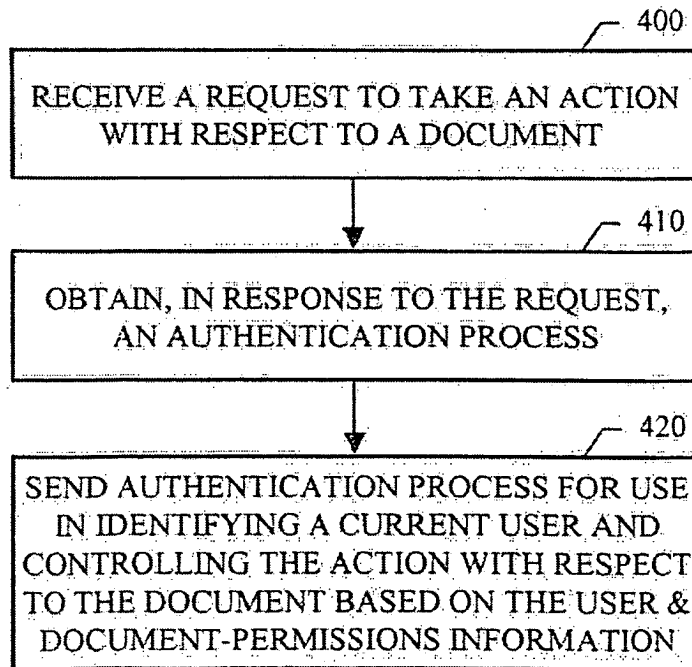 400
RECEIVE A REQUEST TO TAKE AN ACTION
WITH RESPECT TO A DOCUMENT
410
OBTAIN, IN RESPONSE TO THE REQUEST,
AN AUTHENTICATION PROCESS
420
SEND AUTHENTICATION PROCESS FOR USE
IN IDENTIFYING A CURRENT USER AND
CONTROLLING THE ACTION WITH RESPECT
TO THE DOCUMENT BASED ON THE USER &
DOCUMENT-PERMISSIONS INFORMATION